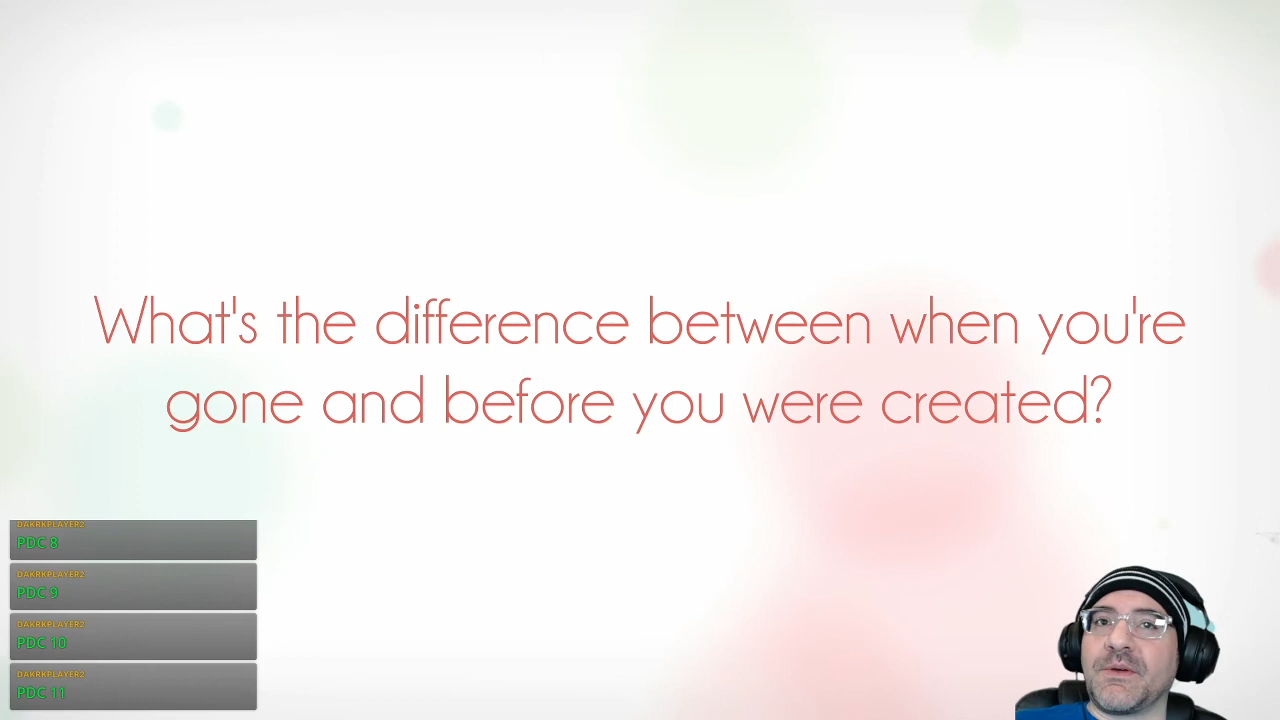 What's the difference between when you're
gone and before you were created?
DAKRKPLAYER2
PDC 8
DAKRKPLAYER2
PDC 9
DAKRKPLAYER2
PDC 10
DAKRKPLAYER2
PDC 11